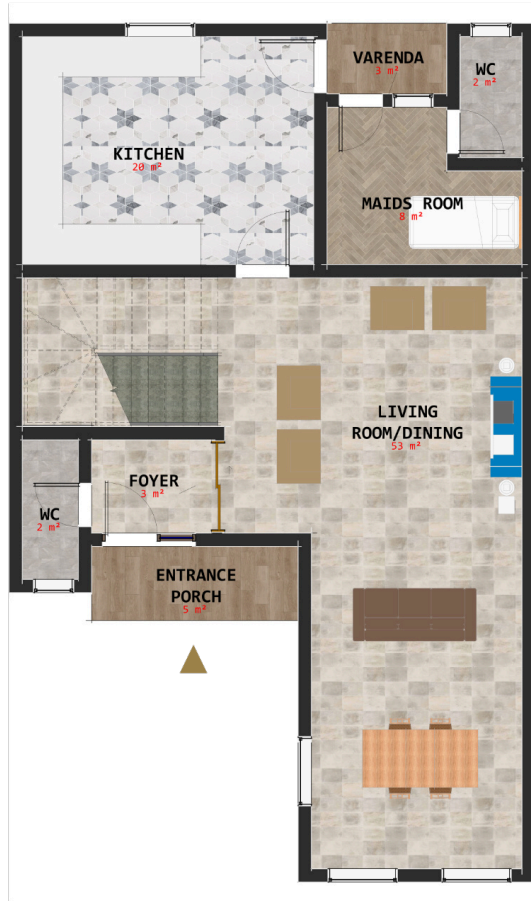 VARENDA
3 m²
WC
2 m²
KITCHEN
20 m²
MAIDS ROOM
8 m²
LIVING
ROOM/DINING
53 m²
FOYER
3 m²
WC
2 m²
ENTRANCE
PORCH
5 m²